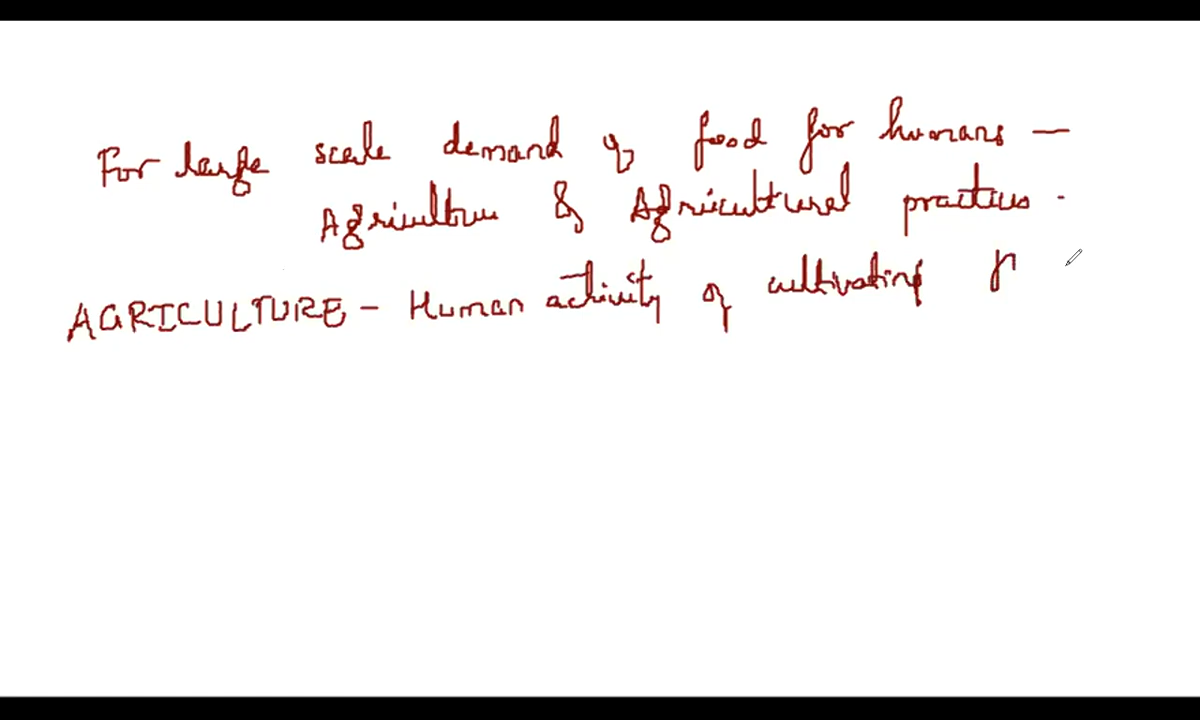 For large scale demand of food for humans —
Agriculture & Agricultural practices -
AGRICULTURE - Human activity of cultivating